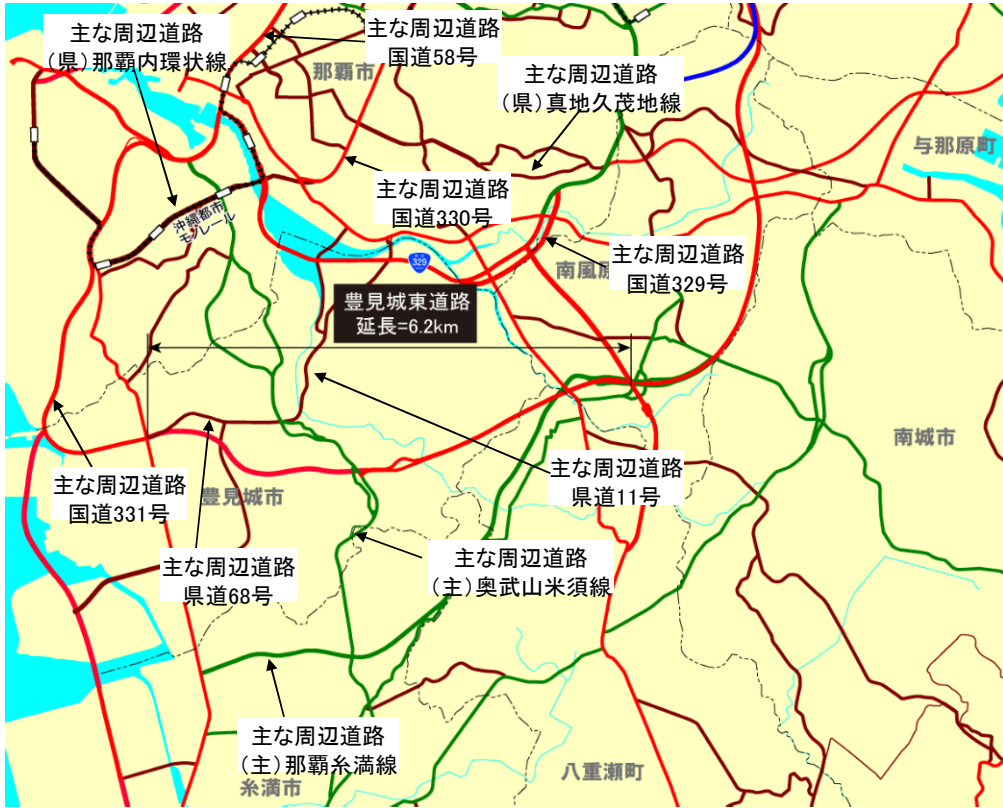 主な周辺道路
(県)那覇内環状線
主な周辺道路
国道58号
那覇市
主な周辺道路
(県)真地久茂地線
与那原町
主な周辺道路
国道330号
沖縄都市
モノレール
329
主な周辺道路
国道329号
南風原
豊見城東道路
延長=6.2km
南城市
主な周辺道路
県道11号
主な周辺道路
国道331号
豊見城市
主な周辺道路
県道68号
主な周辺道路
(主)奥武山米須線
主な周辺道路
(主)那覇糸満線
糸満市
八重瀬町